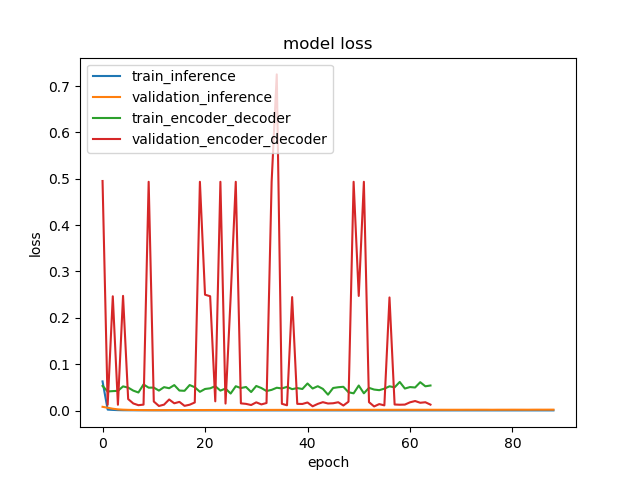 model loss
train_inference
validation_inference
train_encoder_decoder
validation_encoder_decoder
0.7
0.6
0.5
0.4
0.3
0.2
0.1
0.0
loss
0 20 40 60 80
epoch